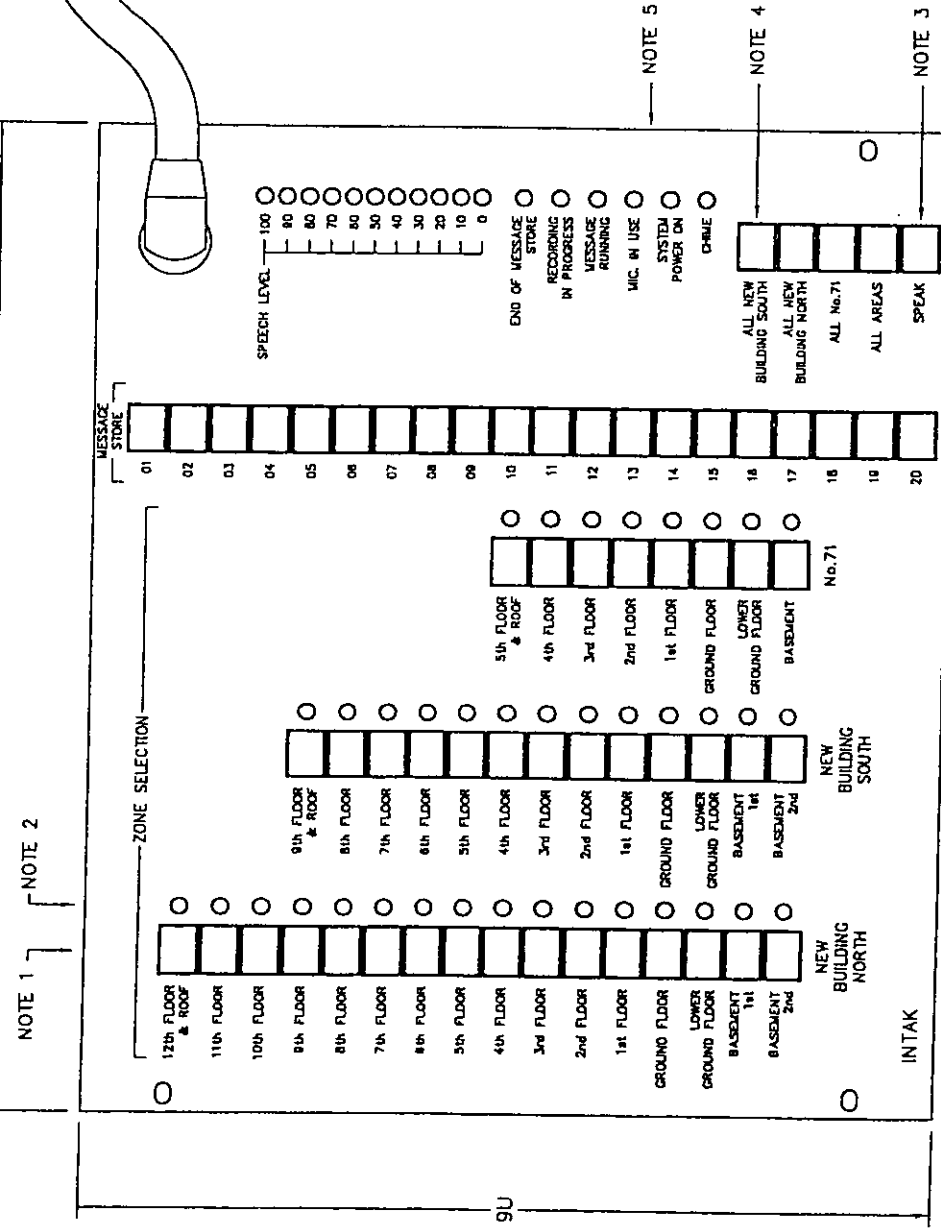 NOTE 1
NOTE 2
NOTE 5
NOTE 4
NOTE 3
9U
ZONE SELECTION
12th FLOOR
& ROOF
11th FLOOR
10th FLOOR
9th FLOOR
8th FLOOR
7th FLOOR
6th FLOOR
5th FLOOR
4th FLOOR
3rd FLOOR
2nd FLOOR
1st FLOOR
GROUND FLOOR
LOWER
GROUND FLOOR
BASEMENT
1st
BASEMENT
2nd
NEW
BUILDING
NORTH
9th FLOOR
& ROOF
8th FLOOR
7th FLOOR
6th FLOOR
5th FLOOR
4th FLOOR
3rd FLOOR
2nd FLOOR
1st FLOOR
GROUND FLOOR
LOWER
GROUND FLOOR
BASEMENT
1st
BASEMENT
2nd
NEW
BUILDING
SOUTH
5th FLOOR
& ROOF
4th FLOOR
3rd FLOOR
2nd FLOOR
1st FLOOR
GROUND FLOOR
LOWER
GROUND FLOOR
BASEMENT
No.71
MESSAGE
STORE
01
02
03
04
05
06
07
08
09
10
11
12
13
14
15
16
17
18
19
20
SPEECH LEVEL
100
90
80
70
60
50
40
30
20
10
0
END OF MESSAGE
STORE
RECORDING
IN PROGRESS
MESSAGE
RUNNING
MIC. IN USE
SYSTEM
POWER ON
CHIME
ALL NEW
BUILDING SOUTH
ALL NEW
BUILDING NORTH
ALL No.71
ALL AREAS
SPEAK
INTAK